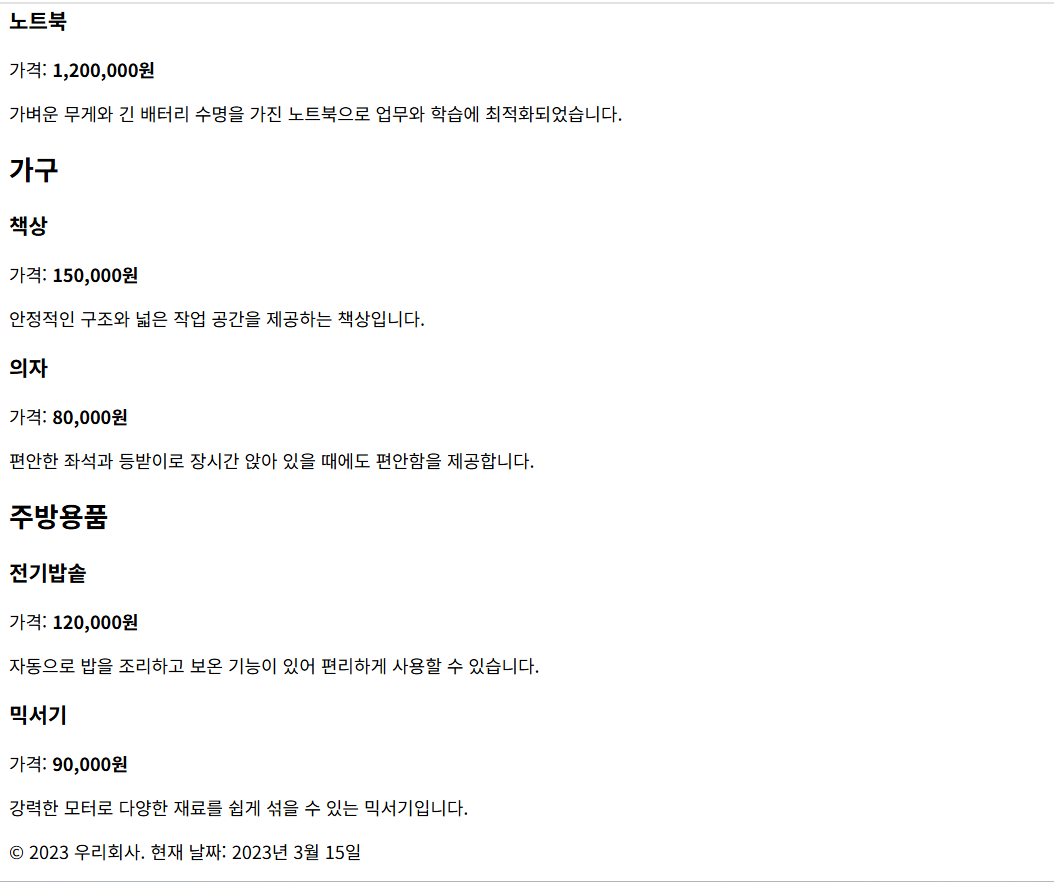 노트북
가격: 1,200,000원
가벼운 무게와 긴 배터리 수명을 가진 노트북으로 업무와 학습에 최적화되었습니다.
가구
책상
가격: 150,000원
안정적인 구조와 넓은 작업 공간을 제공하는 책상입니다.
의자
가격: 80,000원
편안한 좌석과 등받이로 장시간 앉아 있을 때에도 편안함을 제공합니다.
주방용품
전기밥솥
가격: 120,000원
자동으로 밥을 조리하고 보온 기능이 있어 편리하게 사용할 수 있습니다.
믹서기
가격: 90,000원
강력한 모터로 다양한 재료를 쉽게 섞을 수 있는 믹서기입니다.
© 2023 우리회사. 현재 날짜: 2023년 3월 15일